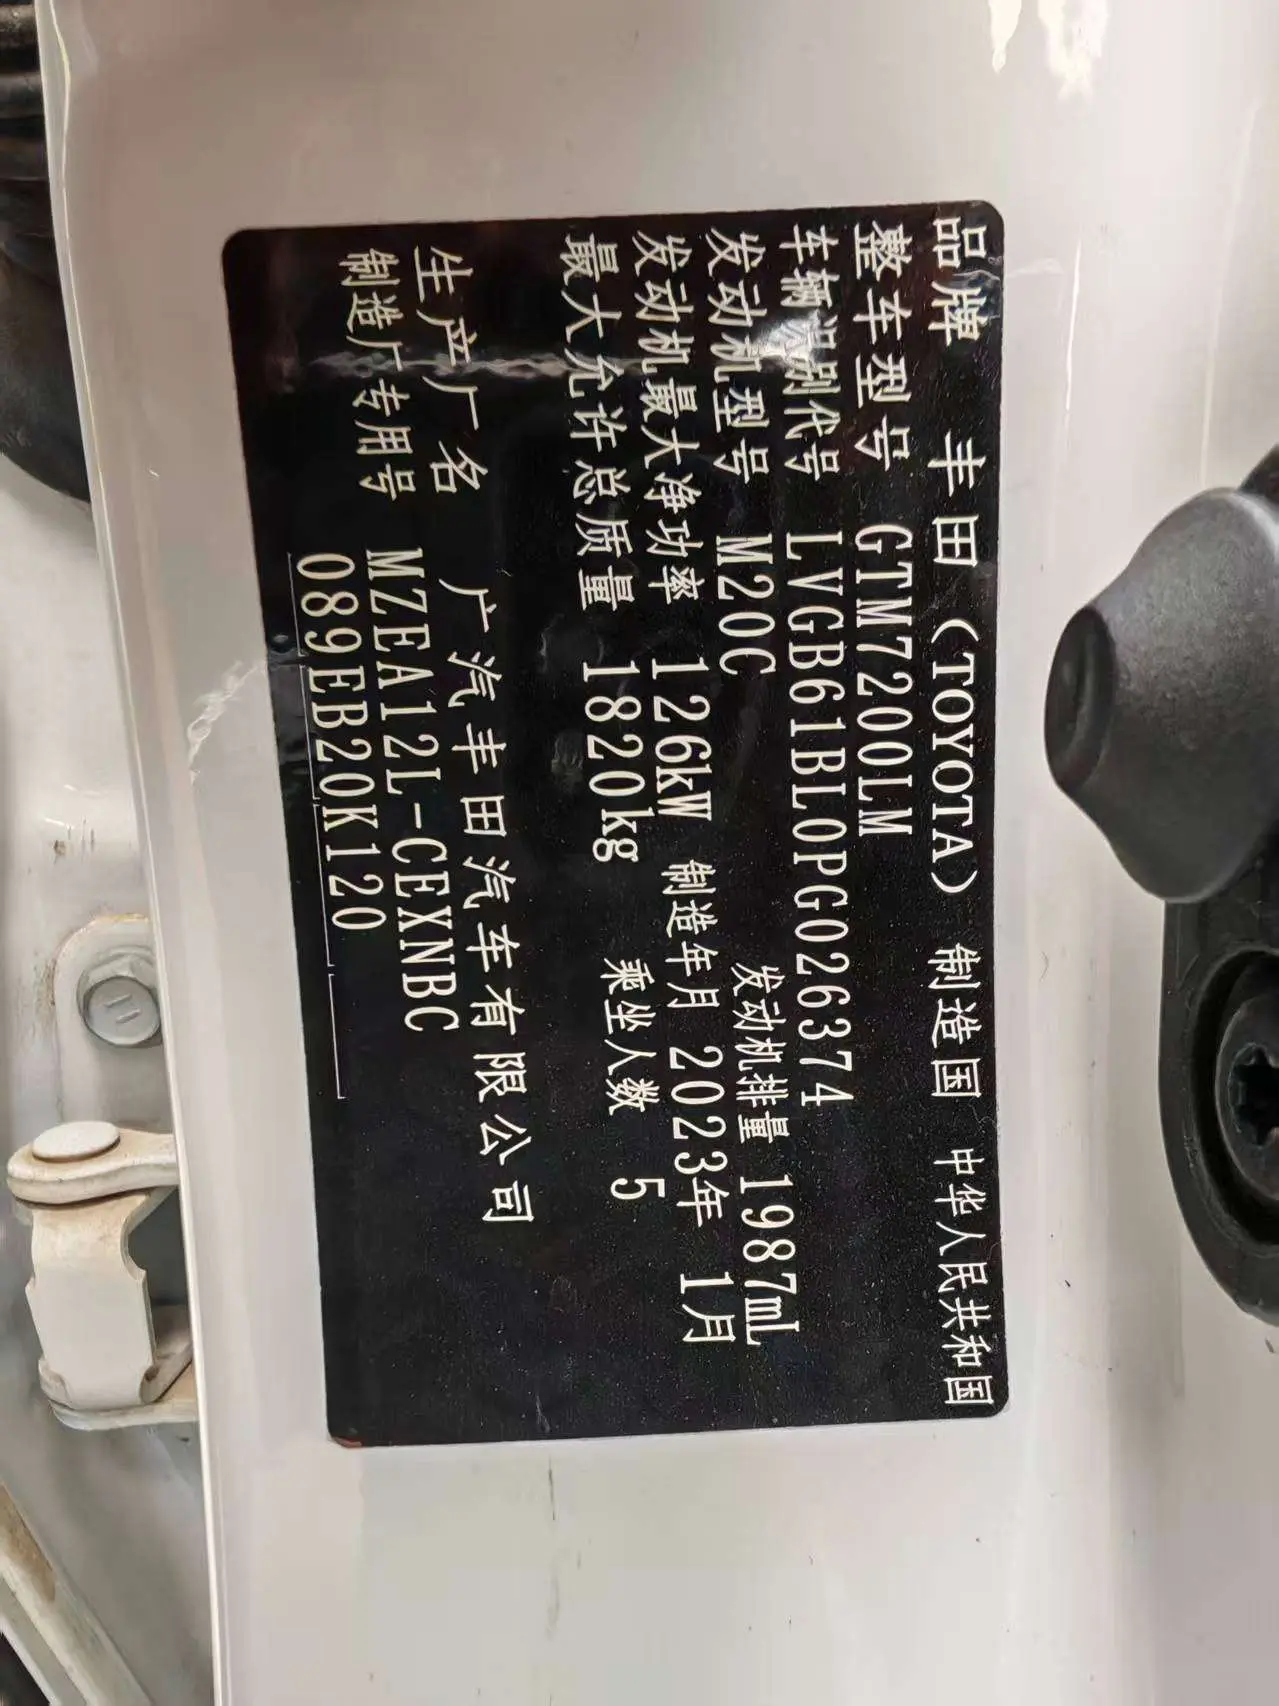 品牌 丰田(TOYOTA) 制造国 中华人民共和国
整车型号 GTM7200LM
车辆识别代号 LVGB61BL0PG026374
发动机型号 M20C 发动机排量 1987mL
发动机最大净功率 126kW 制造年月 2023年 1月
最大允许总质量 1820kg 乘坐人数 5
生产厂名 广汽丰田汽车有限公司
制造厂专用号 MZEA12L-CEXNBC
089EB20K120